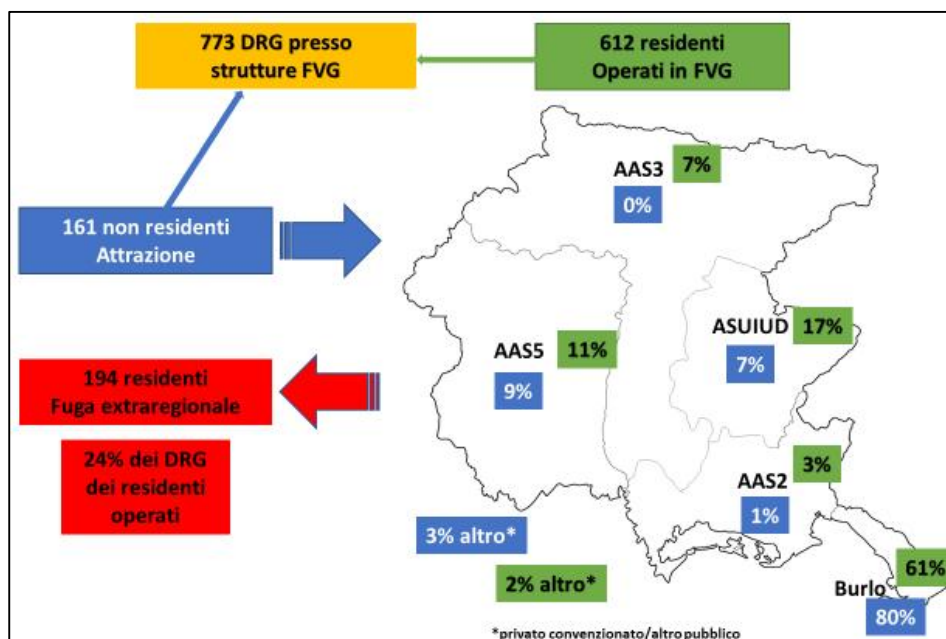 773 DRG presso
strutture FVG
612 residenti
Operati in FVG
AAS3
7%
0%
161 non residenti
Attrazione
ASUIUD
17%
7%
AAS5
11%
9%
194 residenti
Fuga extraregionale
24% dei DRG
dei residenti
operati
AAS2
3%
1%
3% altro*
2% altro*
Burlo
61%
80%
*privato convenzionato/altro pubblico